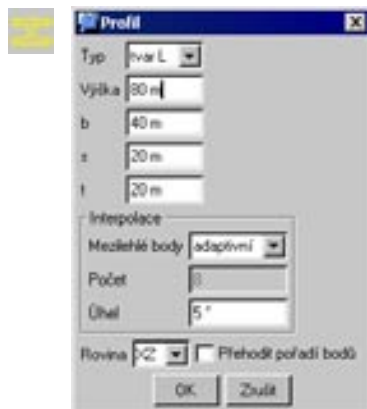 Profil
Typ tvar L
Výška 80 m
b 40 m
s 20 m
t 20 m
Interpolace
Mezilehlé body adaptivní
Počet 8
Úhel 5 °
Rovina XZ Přehodit pořadí bodů
OK Zrušit